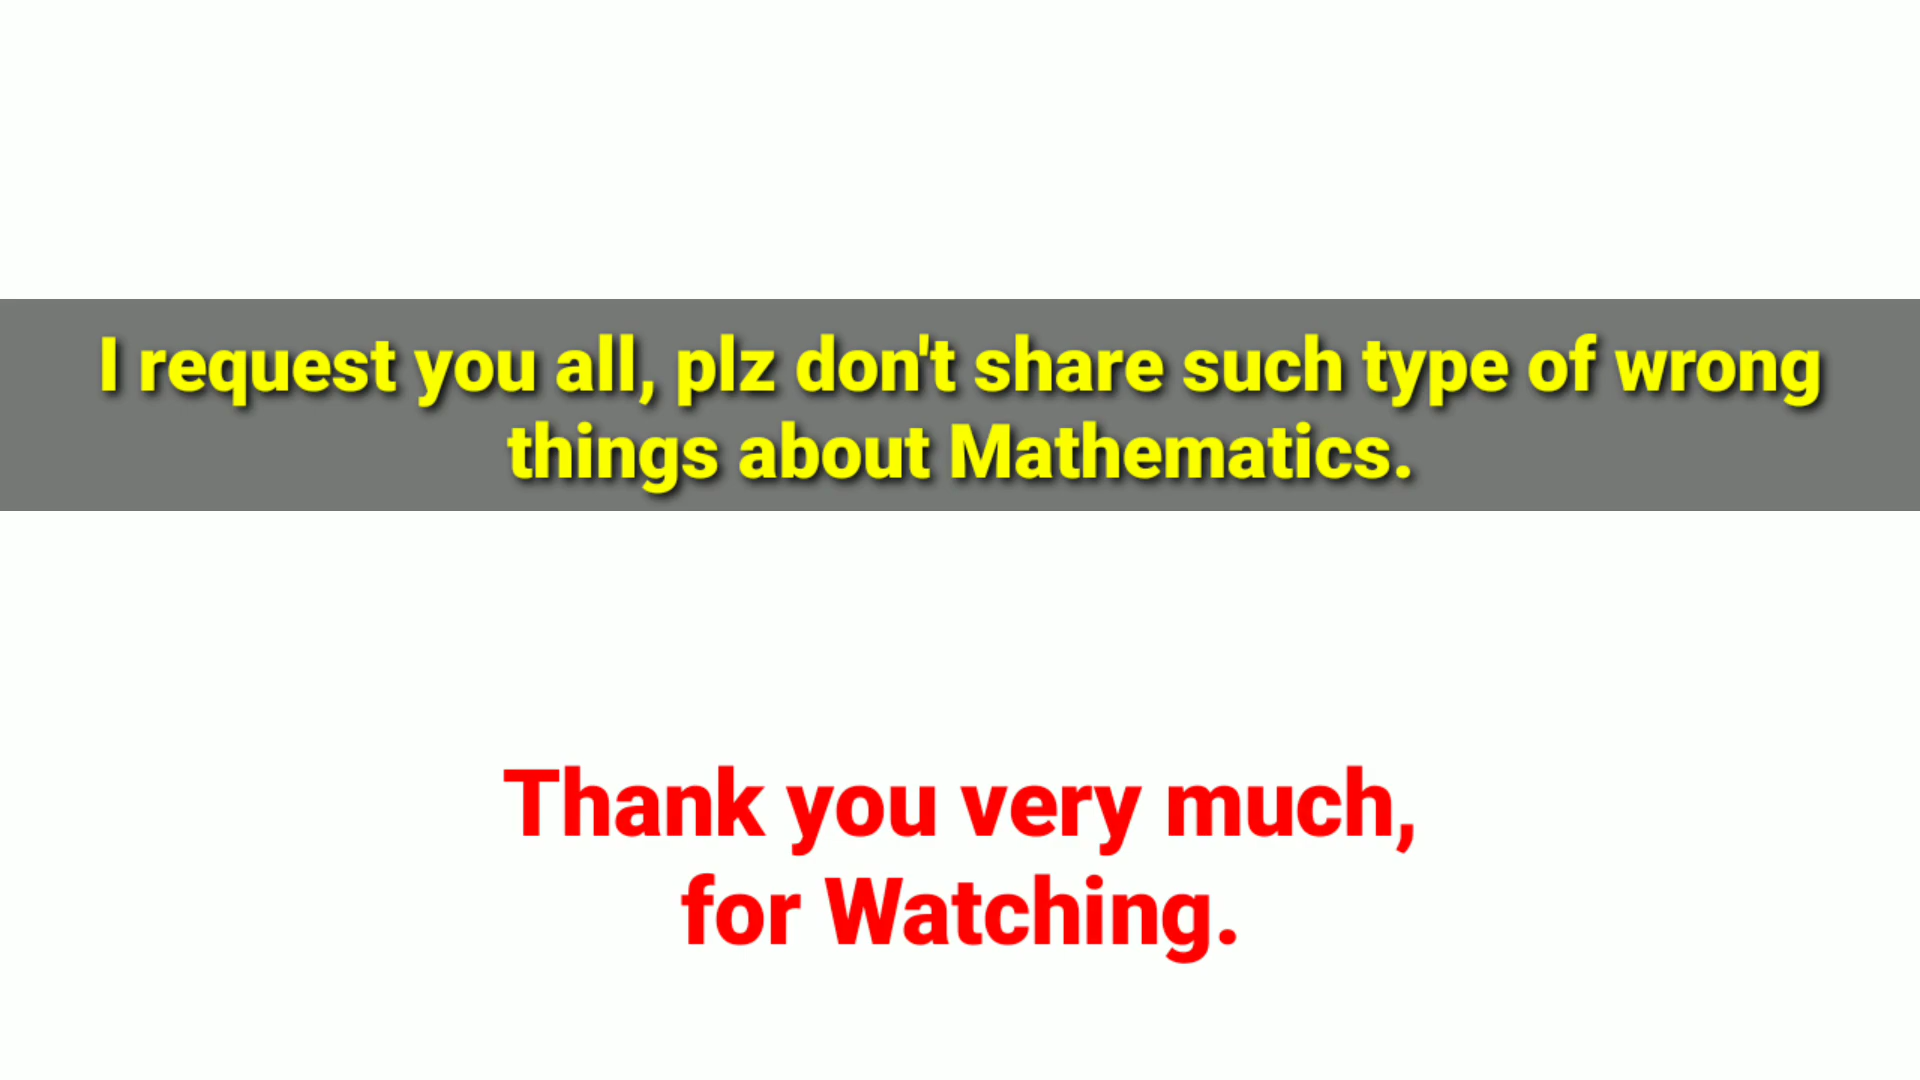 I request you all, plz don't share such type of wrong
things about Mathematics.
Thank you very much,
for Watching.